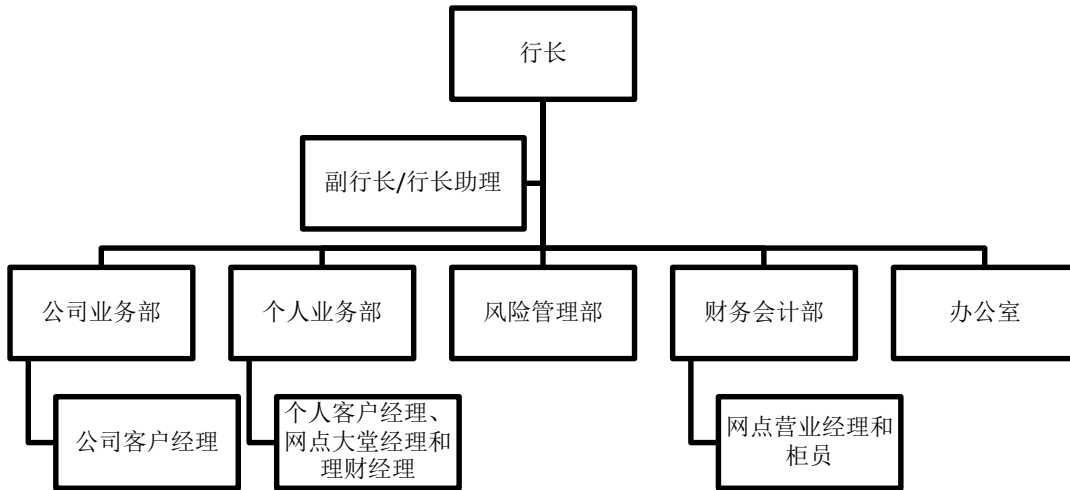 行长
副行长/行长助理
公司业务部
个人业务部
风险管理部
财务会计部
办公室
公司客户经理
个人客户经理、
网点大堂经理和
理财经理
网点营业经理和
柜员